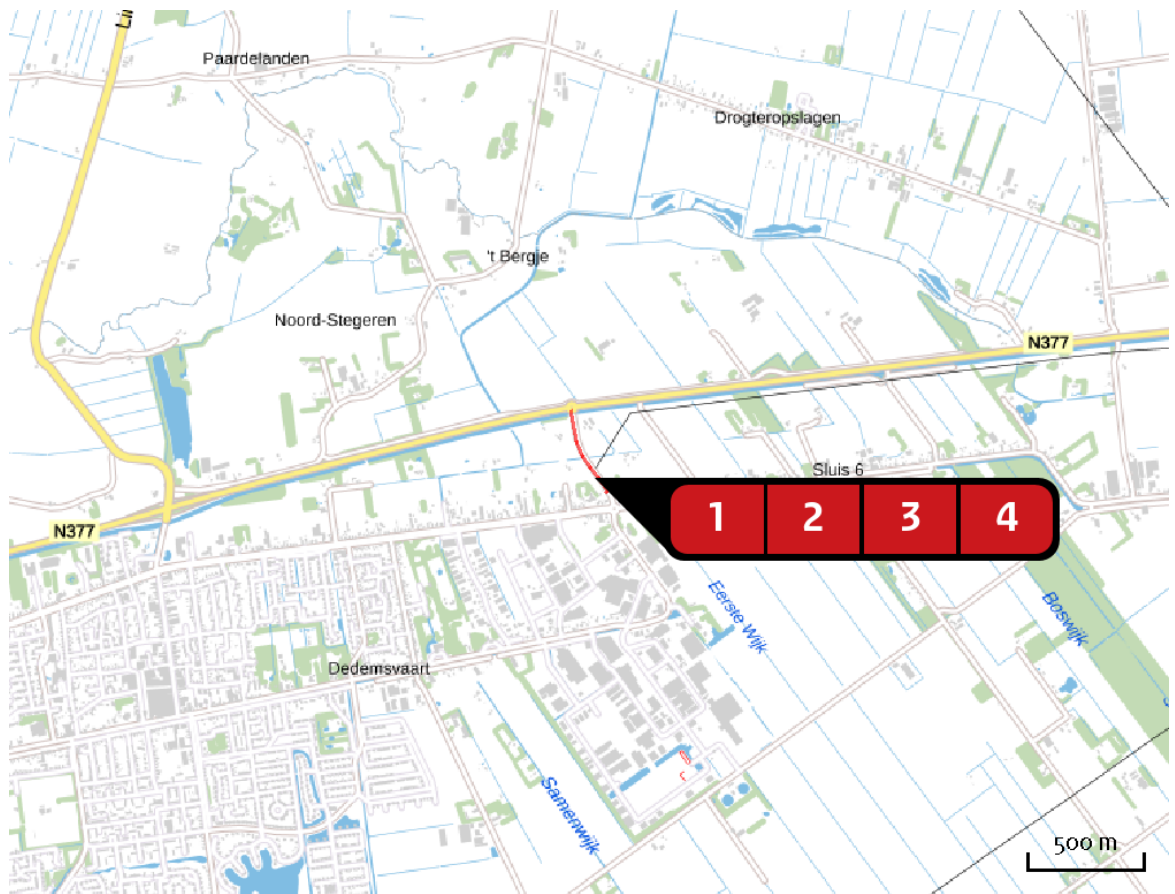 Paardelanden
Drogteropslagen
't Bergje
Noord-Stegeren
N377
Sluis 6
N377
1 2 3 4
Eerste Wijk
Boswijk
Dedemsvaart
Samenwijk
500 m